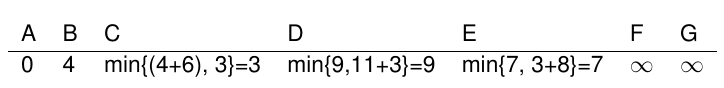 A B C D E F G
0 4 min{(4+6), 3}=3 min{9,11+3}=9 min{7, 3+8}=7 ∞ ∞